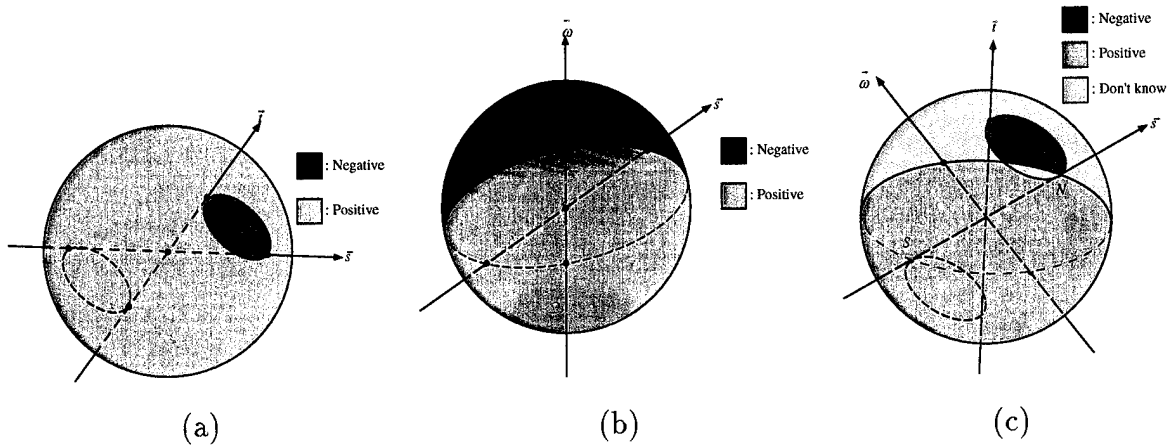 t⃗
s⃗
: Negative
: Positive
(a)
ω⃗
s⃗
: Negative
: Positive
(b)
: Negative
: Positive
: Don't know
t⃗
ω⃗
s⃗
N
S
(c)